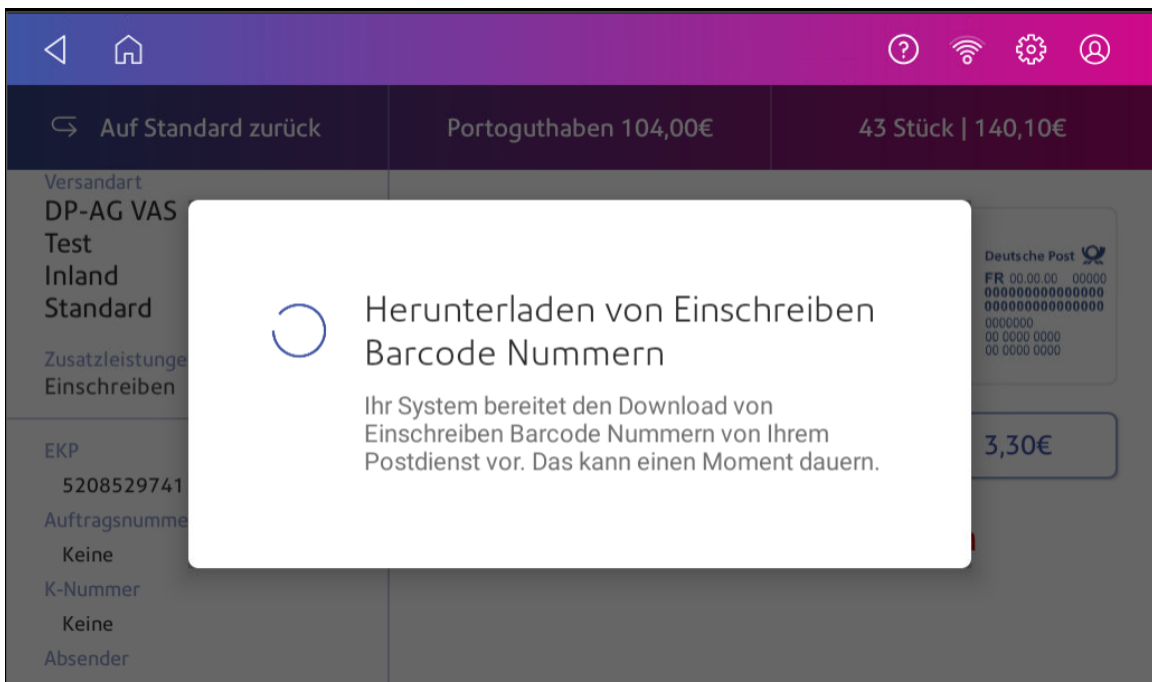 Auf Standard zurück
Portoguthaben 104,00€
43 Stück | 140,10€
Versandart
DP-AG VAS
Test
Inland
Standard
Zusatzleistunge
Einschreiben
EKP
5208529741
Auftragsnumme
Keine
K-Nummer
Keine
Absender
Herunterladen von Einschreiben
Barcode Nummern
Ihr System bereitet den Download von
Einschreiben Barcode Nummern von Ihrem
Postdienst vor. Das kann einen Moment dauern.
Deutsche Post
FR 00.00.00 00000
000000000000000
000000000000000
0000000
00 0000 0000
00 0000 0000
3,30€